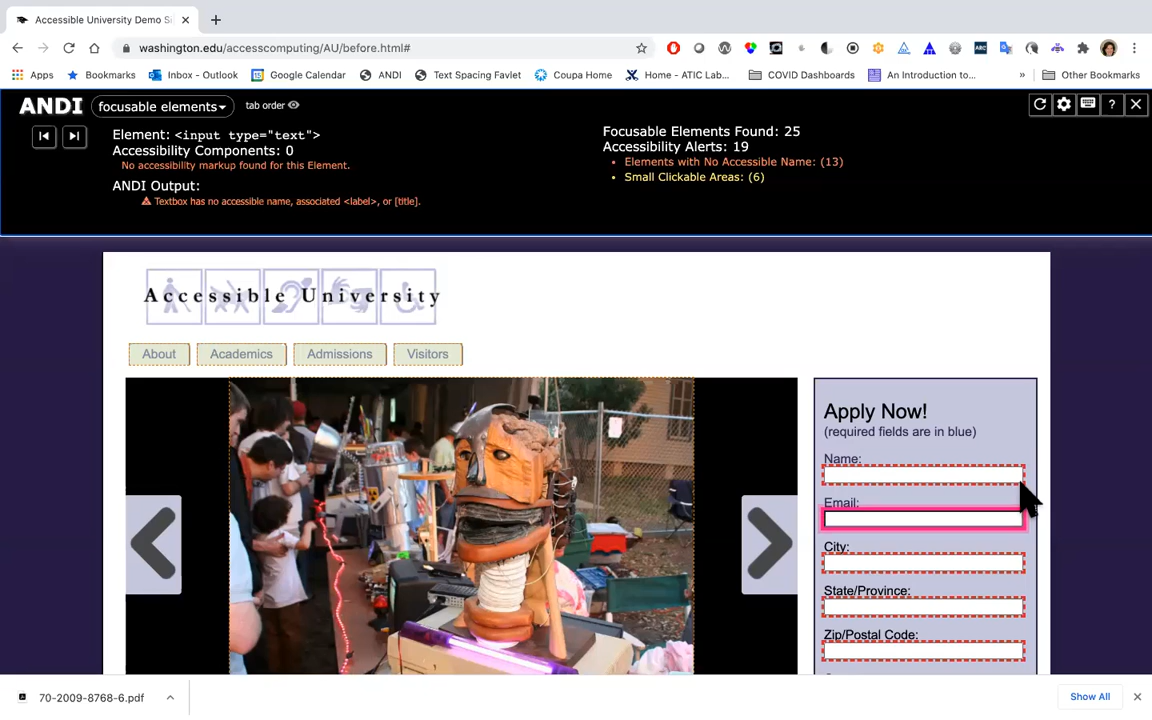 Accessible University Demo Si
washington.edu/accesscomputing/AU/before.html#
ABC
Apps
Bookmarks
Inbox - Outlook
15
Google Calendar
ANDI
Text Spacing Favlet
Coupa Home
Home - ATIC Lab...
COVID Dashboards
An Introduction to...
»
Other Bookmarks
ANDI
focusable elements
tab order
?
Element: <input type="text">
Accessibility Components: 0
No accessibility markup found for this Element.
ANDI Output:
Textbox has no accessible name, associated <label>, or [title].
Focusable Elements Found: 25
Accessibility Alerts: 19
Elements with No Accessible Name: (13)
Small Clickable Areas: (6)
Accessible University
About
Academics
Admissions
Visitors
Apply Now!
(required fields are in blue)
Name:
Email:
City:
State/Province:
Zip/Postal Code:
70-2009-8768-6.pdf
Show All